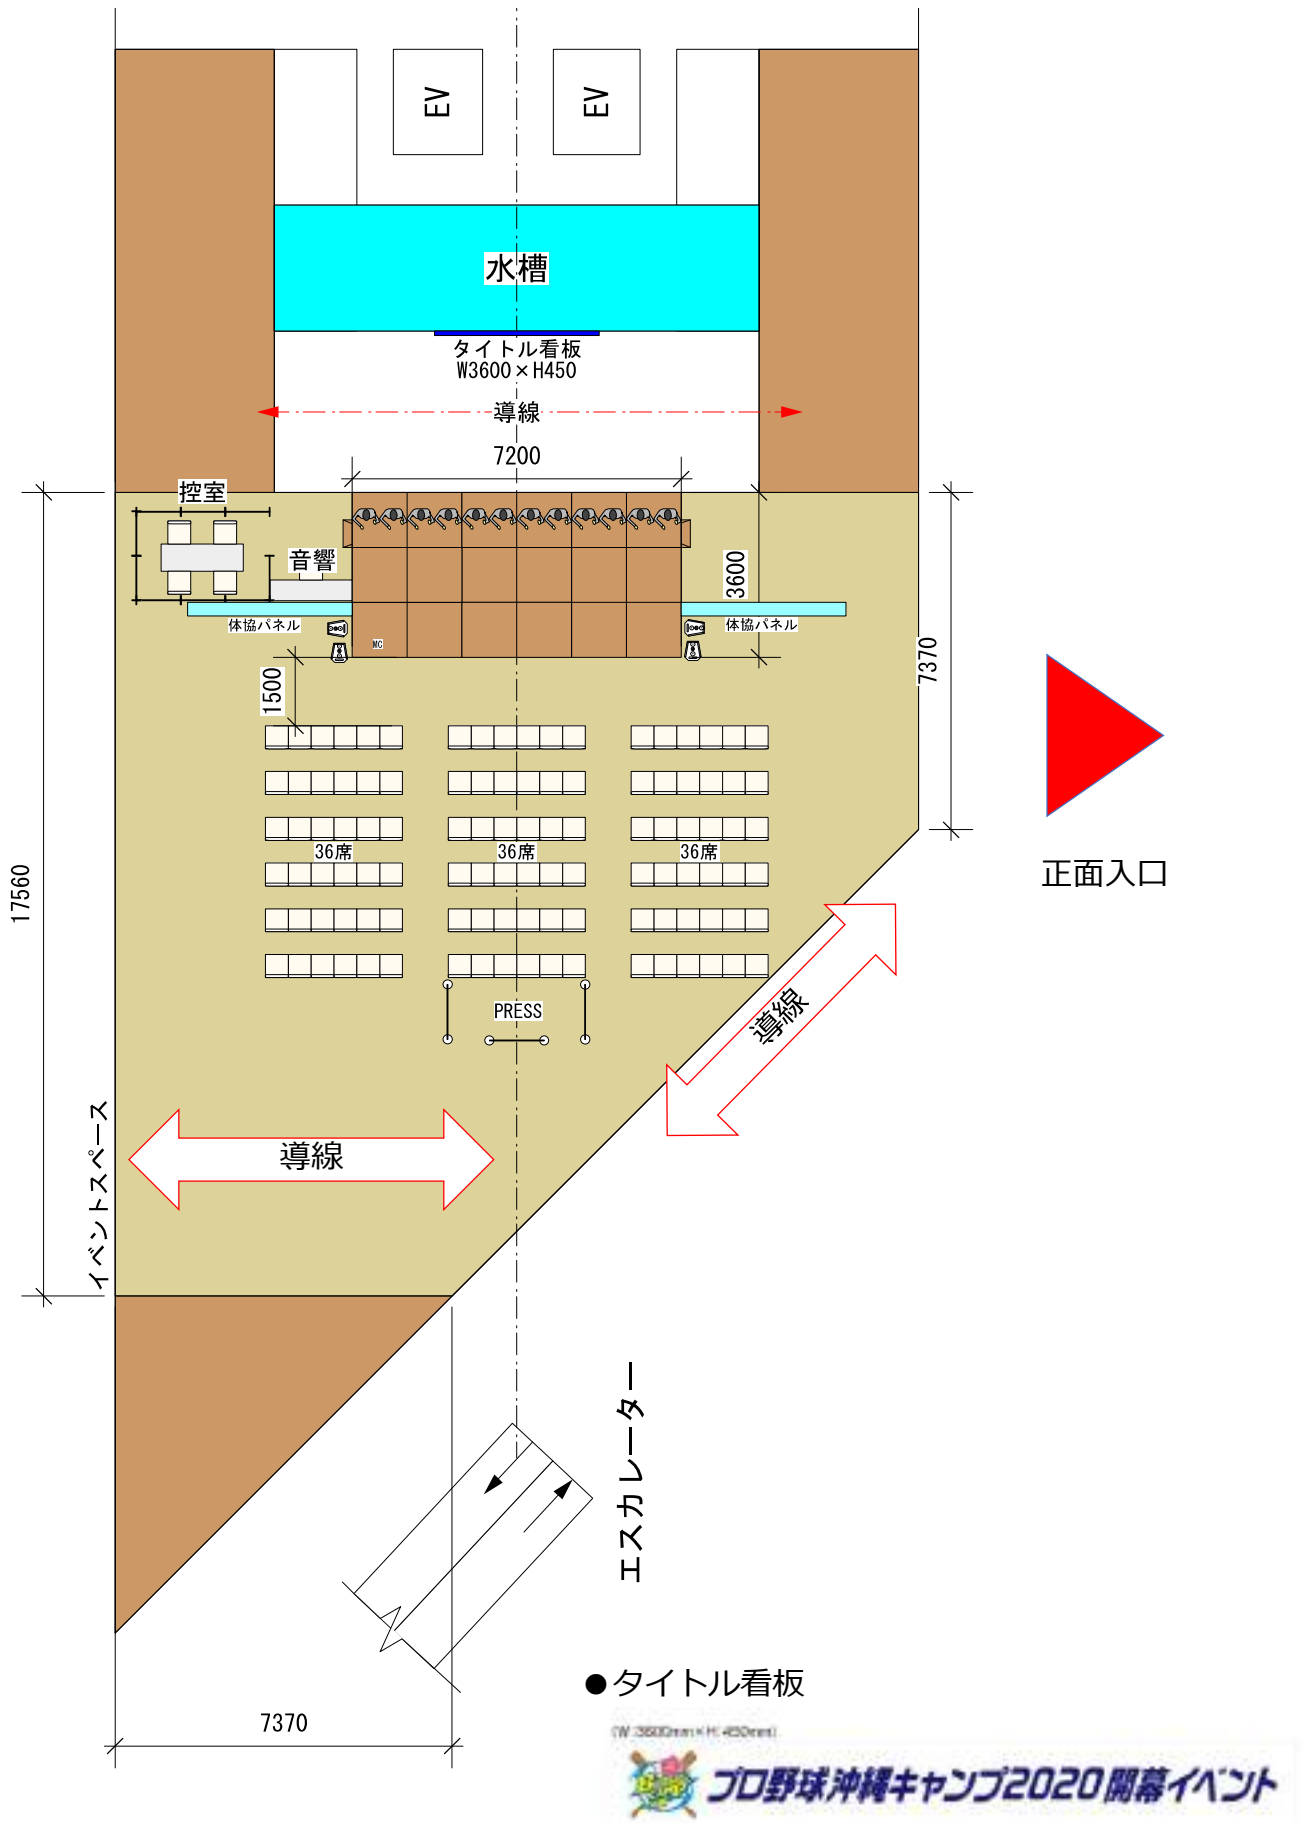 EV
EV
水槽
タイトル看板
W3600×H450
導線
7200
控室
音響
3600
体協パネル
体協パネル
MC
7370
1500
36席
36席
36席
17560
正面入口
PRESS
導線
導線
イベントスペース
エスカレーター
●タイトル看板
7370
(W:3600mm×H:450mm)
プロ野球沖縄キャンプ2020開幕イベント